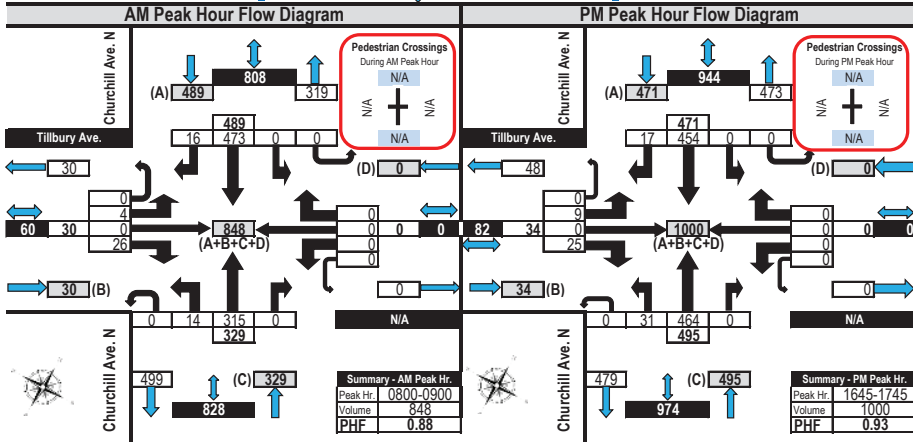 AM Peak Hour Flow Diagram
Churchill Ave. N
Pedestrian Crossings
During AM Peak Hour
N/A
N/A
N/A
N/A
808
(A) 489
319
489
16 473 0 0
Tillbury Ave.
30
(D) 0
0
4
0
26
60 30
848
(A+B+C+D)
0
0
0
0
0 0
30 (B)
0
0 14 315 0
329
N/A
Churchill Ave. N
499
(C) 329
828
Summary - AM Peak Hr.
Peak Hr. 0800-0900
Volume 848
PHF 0.88
PM Peak Hour Flow Diagram
Churchill Ave. N
Pedestrian Crossings
During PM Peak Hour
N/A
N/A
N/A
N/A
944
(A) 471
473
471
17 454 0 0
Tillbury Ave.
48
(D) 0
0
9
0
25
82 34
1000
(A+B+C+D)
0
0
0
0
0 0
34 (B)
0
0 31 464 0
495
N/A
Churchill Ave. N
479
(C) 495
974
Summary - PM Peak Hr.
Peak Hr. 1645-1745
Volume 1000
PHF 0.93